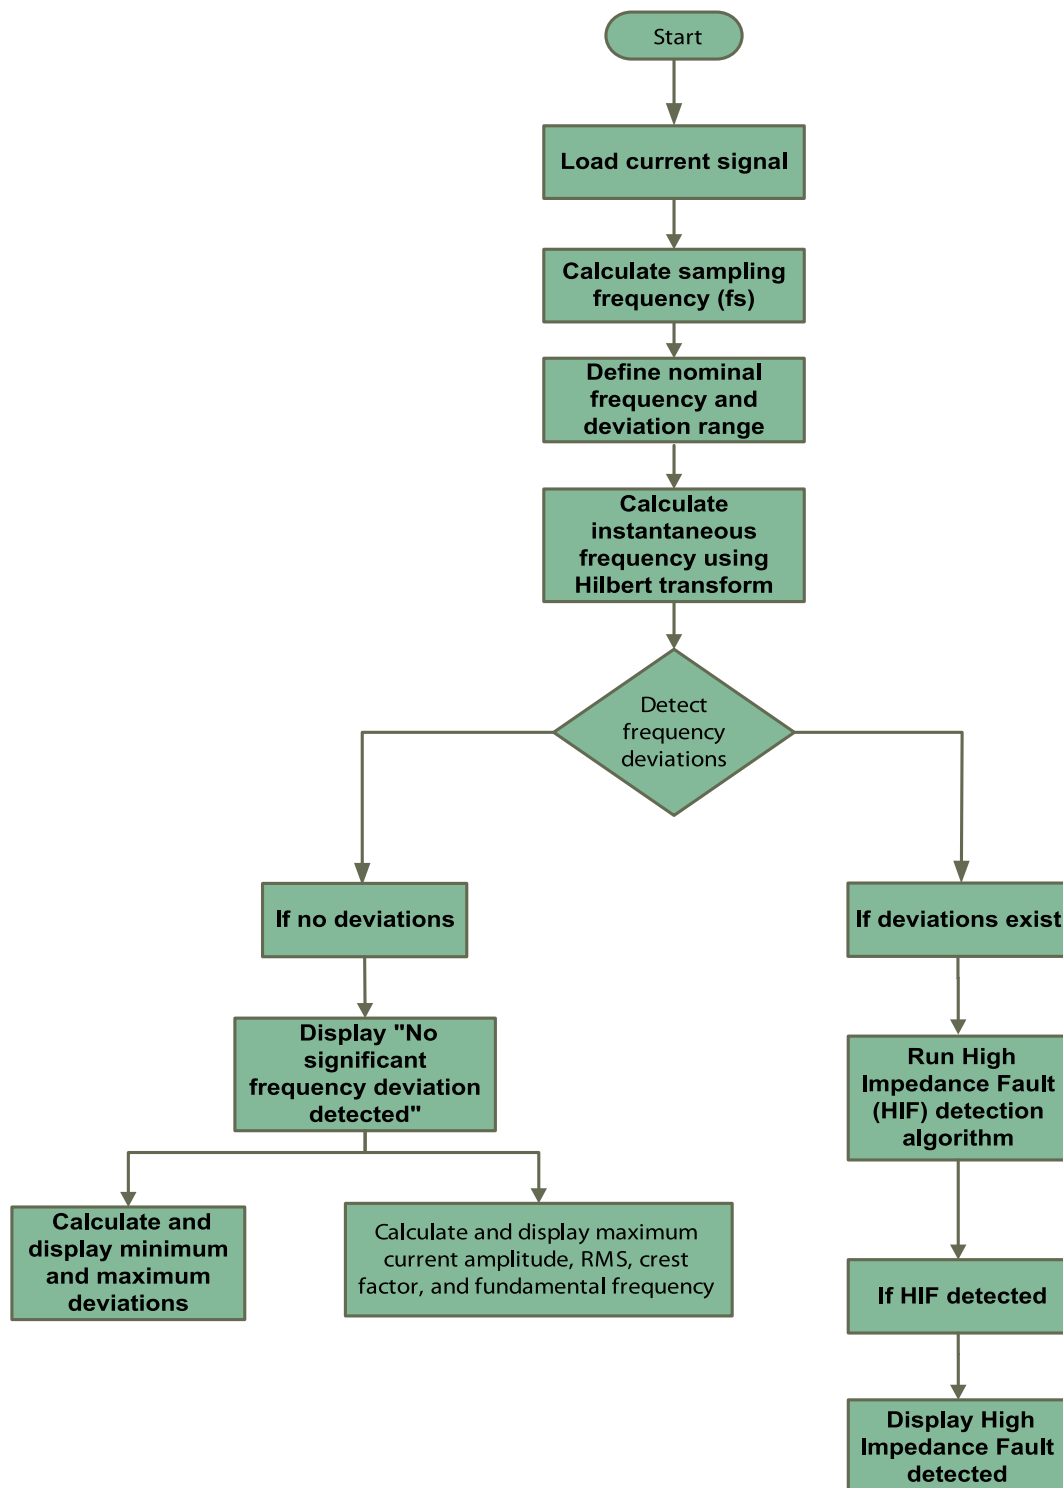 Start
Load current signal
Calculate sampling
frequency (fs)
Define nominal
frequency and
deviation range
Calculate
instantaneous
frequency using
Hilbert transform
Detect
frequency
deviations
If no deviations
Display "No
significant
frequency deviation
detected"
Calculate and
display minimum
and maximum
deviations
Calculate and display maximum
current amplitude, RMS, crest
factor, and fundamental frequency
If deviations exist
Run High
Impedance Fault
(HIF) detection
algorithm
If HIF detected
Display High
Impedance Fault
detected